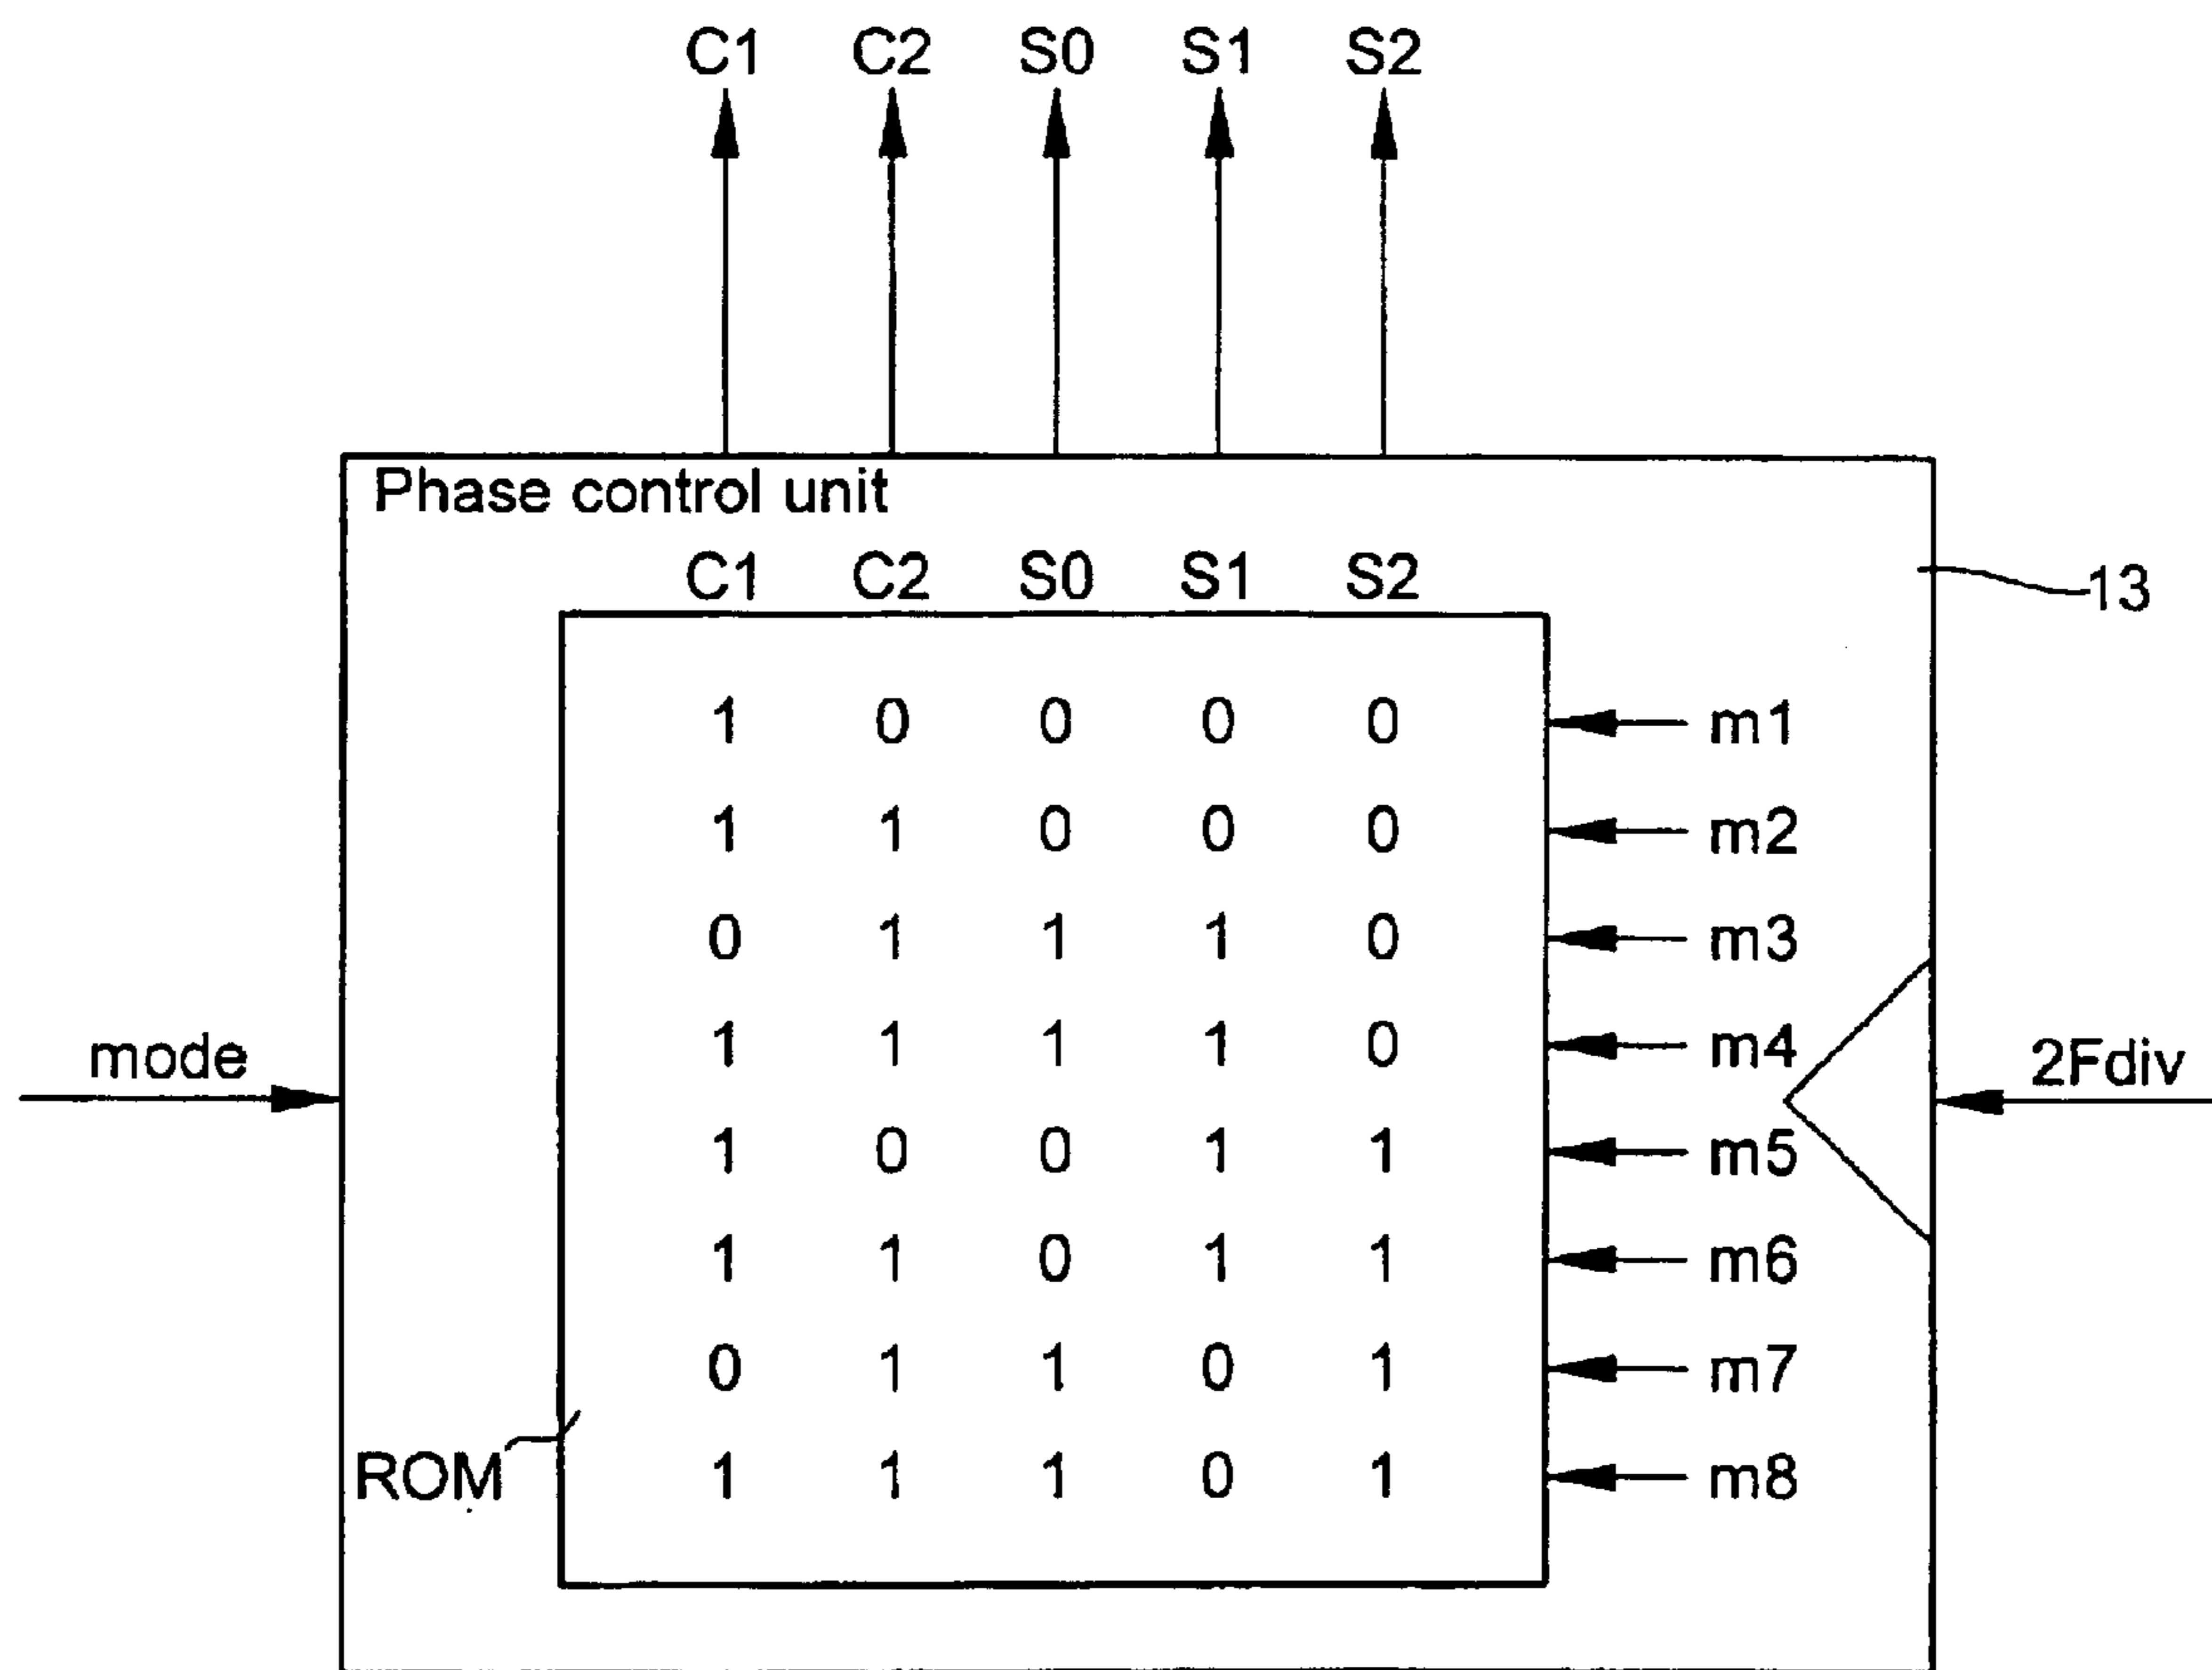 C1 C2 S0 S1 S2
Phase control unit
C1 C2 S0 S1 S2
13
1 0 0 0 0 m1
1 1 0 0 0 m2
0 1 1 1 0 m3
mode
1 1 1 1 0 m4
2Fdiv
1 0 0 1 1 m5
1 1 0 1 1 m6
0 1 1 0 1 m7
ROM
1 1 1 0 1 m8